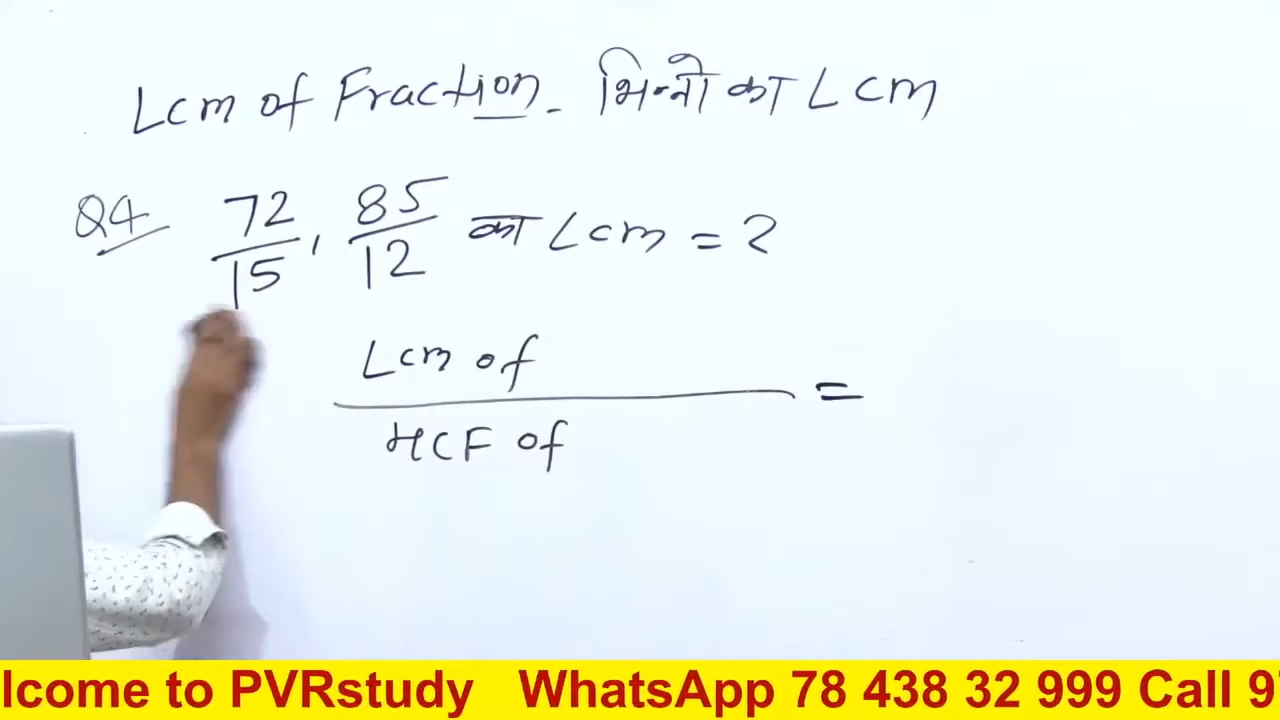 Lcm of Fraction - भिन्नो का Lcm
Q4 72/15, 85/12 का Lcm = ?
Lcm of
=
HCF of
lcome to PVRstudy WhatsApp 78 438 32 999 Call 9